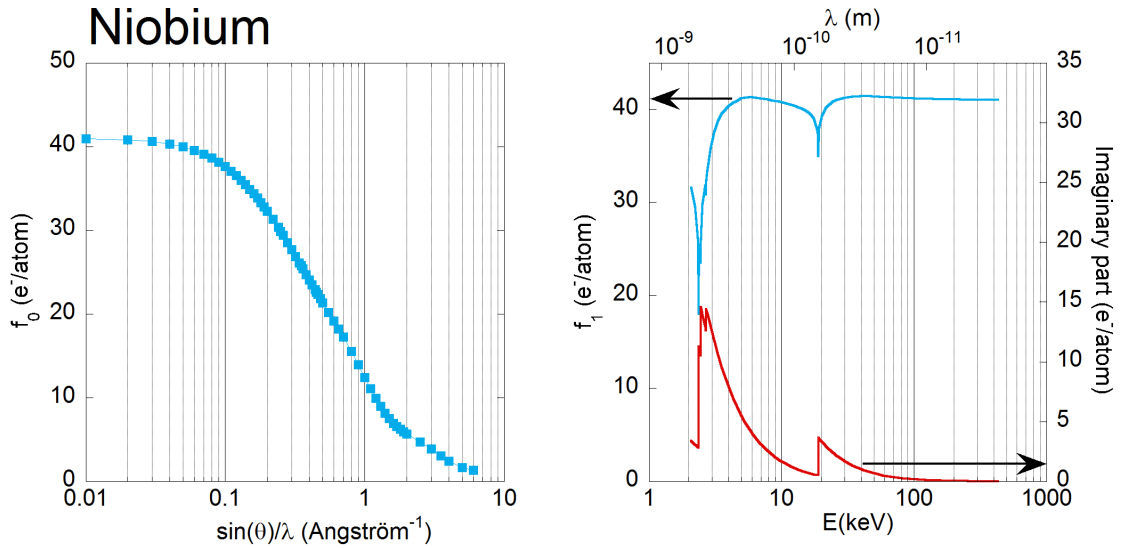 Niobium
50
40
30
20
10
0
f₀ (e⁻/atom)
0.01 0.1 1 10
sin(θ)/λ (Angström⁻¹)
λ (m)
10⁻⁹ 10⁻¹⁰ 10⁻¹¹
40
30
20
10
0
f₁ (e⁻/atom)
35
30
25
20
15
10
5
0
Imaginary part (e⁻/atom)
1 10 100 1000
E(keV)